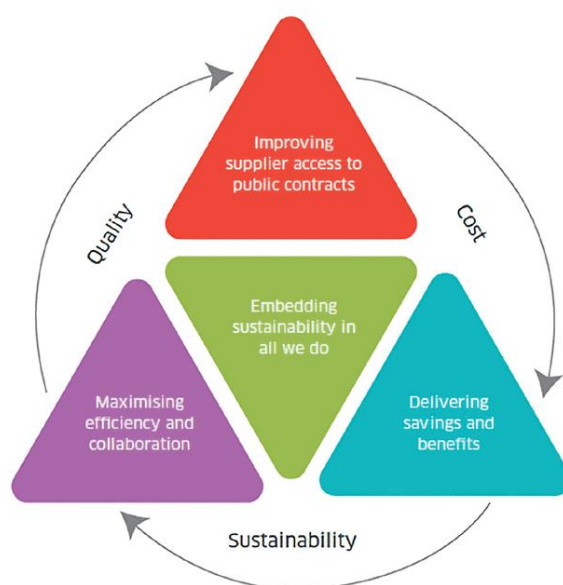 Improving
supplier access to
public contracts
Quality
Cost
Embedding
sustainability in
all we do
Maximising
efficiency and
collaboration
Delivering
savings and
benefits
Sustainability